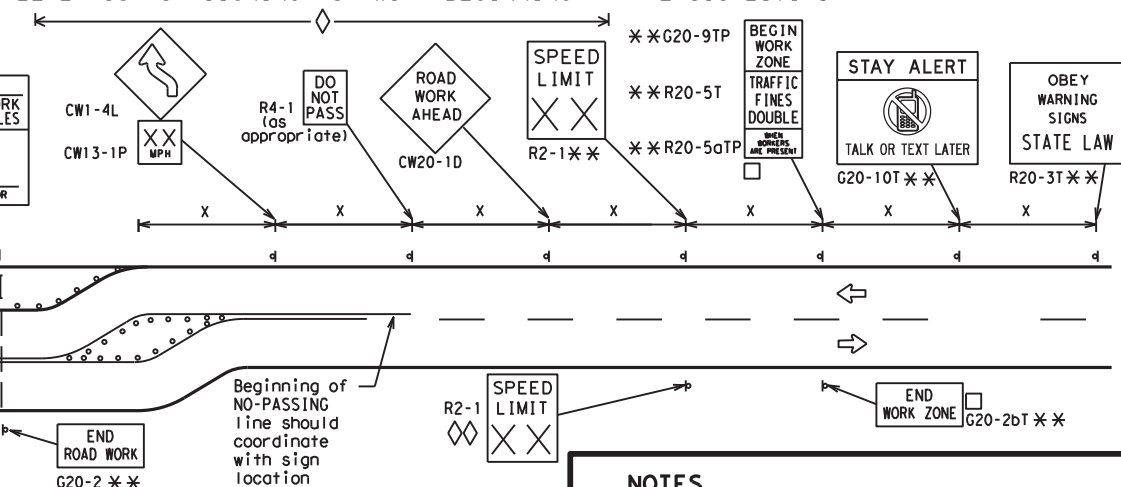 CW1-4L
XX
MPH
CW13-1P
R4-1
(as
appropriate)
DO
NOT
PASS
ROAD
WORK
AHEAD
CW20-1D
SPEED
LIMIT
X X
R2-1**
**G20-9TP
**R20-5T
**R20-5aTP
BEGIN
WORK
ZONE
TRAFFIC
FINES
DOUBLE
WHEN
WORKERS
ARE PRESENT
STAY ALERT
TALK OR TEXT LATER
G20-10T**
OBEY
WARNING
SIGNS
STATE LAW
R20-3T**
X X X X X X X
Beginning of
NO-PASSING
line should
coordinate
with sign
location
R2-1
SPEED
LIMIT
X X
END
WORK ZONE
G20-2bT**
END
ROAD WORK
G20-2**
NOTES